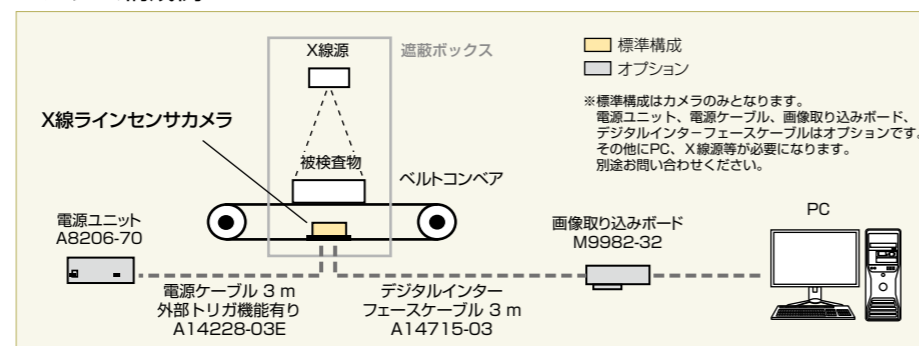 X線源
遮蔽ボックス
標準構成
オプション
※標準構成はカメラのみとなります。
電源ユニット、電源ケーブル、画像取り込みボード、
デジタルインターフェースケーブルはオプションです。
その他にPC、X線源等が必要になります。
別途お問い合わせください。
X線ラインセンサカメラ
被検査物
ベルトコンベア
電源ユニット
A8206-70
画像取り込みボード
M9982-32
PC
電源ケーブル 3 m
外部トリガ機能有り
A14228-03E
デジタルインター
フェースケーブル 3 m
A14715-03